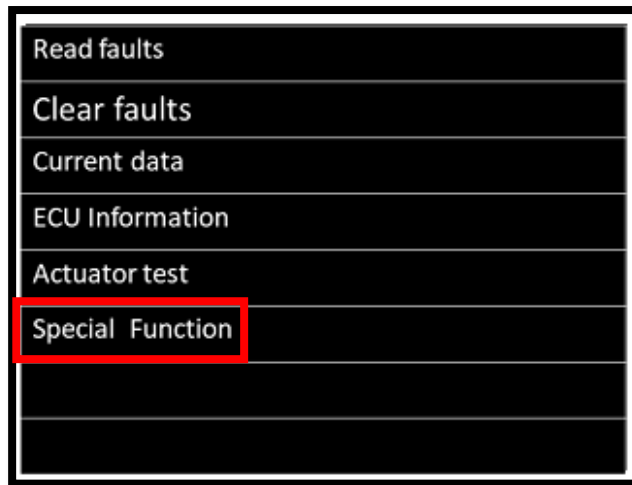 Read faults
Clear faults
Current data
ECU Information
Actuator test
Special Function